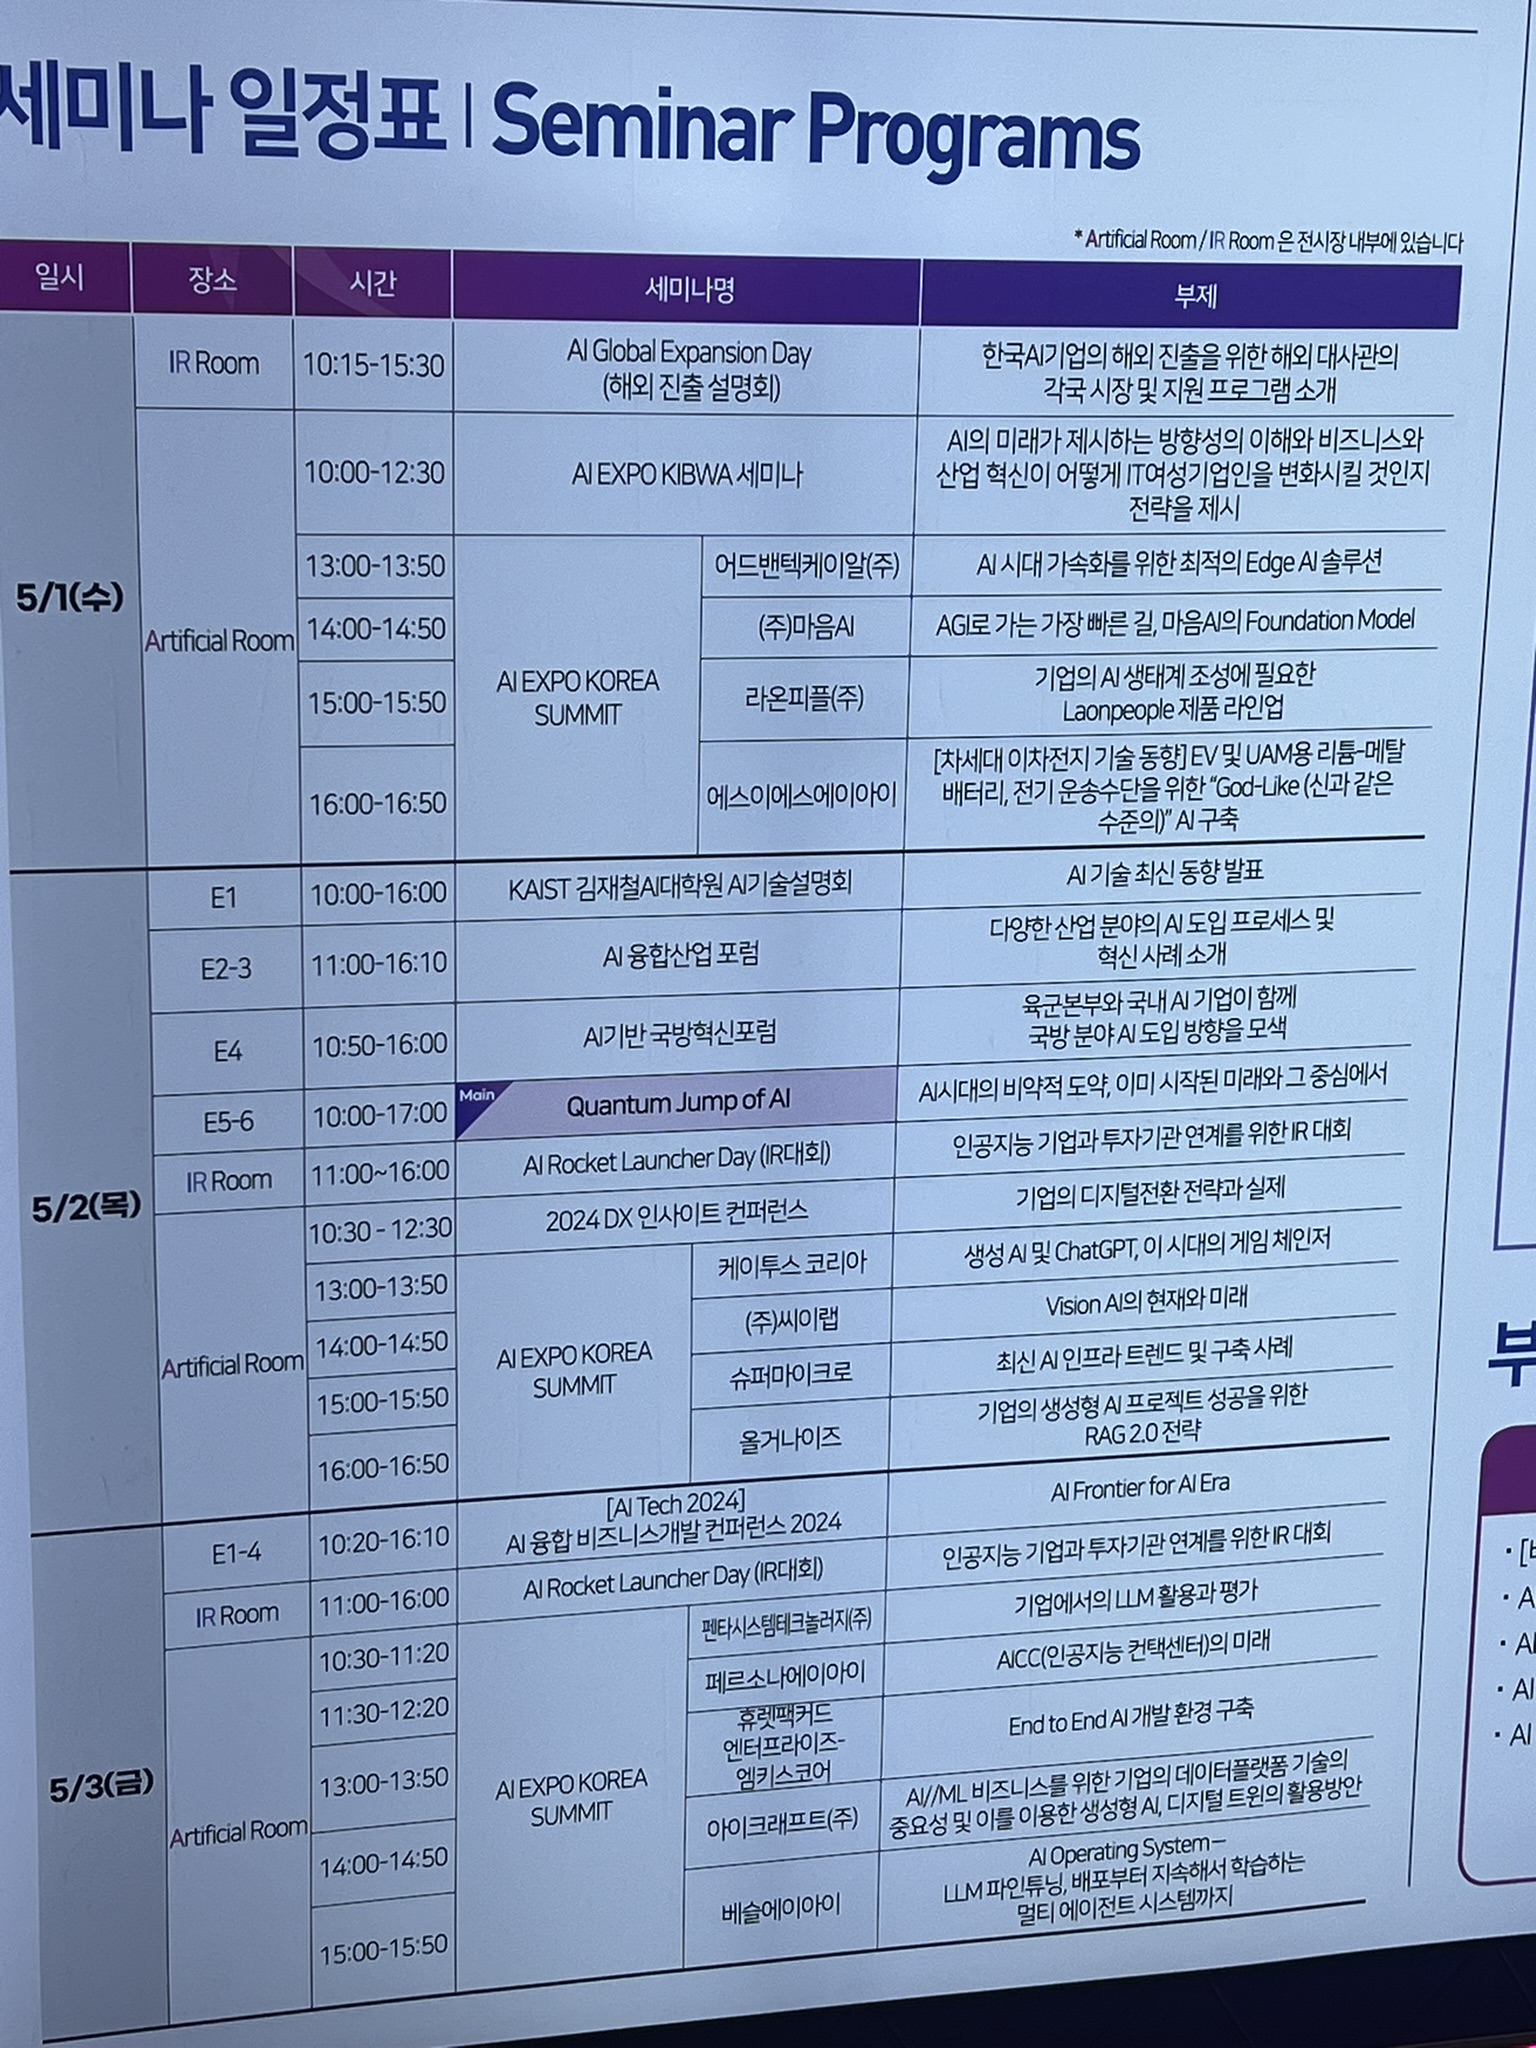 세미나 일정표 | Seminar Programs
* Artificial Room / IR Room 은 전시장 내부에 있습니다
일시 장소 시간 세미나명 부제
5/1(수)
IR Room 10:15-15:30 AI Global Expansion Day
(해외 진출 설명회)
한국AI기업의 해외 진출을 위한 해외 대사관의
각국 시장 및 지원 프로그램 소개
Artificial Room
10:00-12:30 AI EXPO KIBWA 세미나
AI의 미래가 제시하는 방향성의 이해와 비즈니스와
산업 혁신이 어떻게 IT여성기업인을 변화시킬 것인지
전략을 제시
AI EXPO KOREA
SUMMIT
13:00-13:50 어드밴텍케이알(주) AI 시대 가속화를 위한 최적의 Edge AI 솔루션
14:00-14:50 (주)마음AI AGI로 가는 가장 빠른 길, 마음AI의 Foundation Model
15:00-15:50 라온피플(주) 기업의 AI 생태계 조성에 필요한
Laonpeople 제품 라인업
16:00-16:50 에스이에스에이아이 [차세대 이차전지 기술 동향] EV 및 UAM용 리튬-메탈
배터리, 전기 운송수단을 위한 “God-Like (신과 같은
수준의)” AI 구축
5/2(목)
E1 10:00-16:00 KAIST 김재철AI대학원 AI기술설명회 AI 기술 최신 동향 발표
E2-3 11:00-16:10 AI 융합산업 포럼 다양한 산업 분야의 AI 도입 프로세스 및
혁신 사례 소개
E4 10:50-16:00 AI기반 국방혁신포럼 육군본부와 국내 AI 기업이 함께
국방 분야 AI 도입 방향을 모색
E5-6 10:00-17:00 Main Quantum Jump of AI AI시대의 비약적 도약, 이미 시작된 미래와 그 중심에서
IR Room 11:00~16:00 AI Rocket Launcher Day (IR대회) 인공지능 기업과 투자기관 연계를 위한 IR 대회
Artificial Room
10:30 - 12:30 2024 DX 인사이트 컨퍼런스 기업의 디지털전환 전략과 실제
AI EXPO KOREA
SUMMIT
13:00-13:50 케이투스 코리아 생성 AI 및 ChatGPT, 이 시대의 게임 체인저
14:00-14:50 (주)씨이랩 Vision AI의 현재와 미래
15:00-15:50 슈퍼마이크로 최신 AI 인프라 트렌드 및 구축 사례
16:00-16:50 올거나이즈 기업의 생성형 AI 프로젝트 성공을 위한
RAG 2.0 전략
5/3(금)
E1-4 10:20-16:10 [AI Tech 2024]
AI 융합 비즈니스개발 컨퍼런스 2024
AI Frontier for AI Era
IR Room 11:00-16:00 AI Rocket Launcher Day (IR대회) 인공지능 기업과 투자기관 연계를 위한 IR 대회
Artificial Room
AI EXPO KOREA
SUMMIT
10:30-11:20 펜타시스템테크놀러지(주) 기업에서의 LLM 활용과 평가
11:30-12:20 페르소나에이아이 AICC(인공지능 컨택센터)의 미래
13:00-13:50 휴렛팩커드
엔터프라이즈-
엠키스코어
End to End AI 개발 환경 구축
14:00-14:50 아이크래프트(주) AI//ML 비즈니스를 위한 기업의 데이터플랫폼 기술의
중요성 및 이를 이용한 생성형 AI, 디지털 트윈의 활용방안
15:00-15:50 베슬에이아이 AI Operating System—
LLM 파인튜닝, 배포부터 지속해서 학습하는
멀티 에이전트 시스템까지